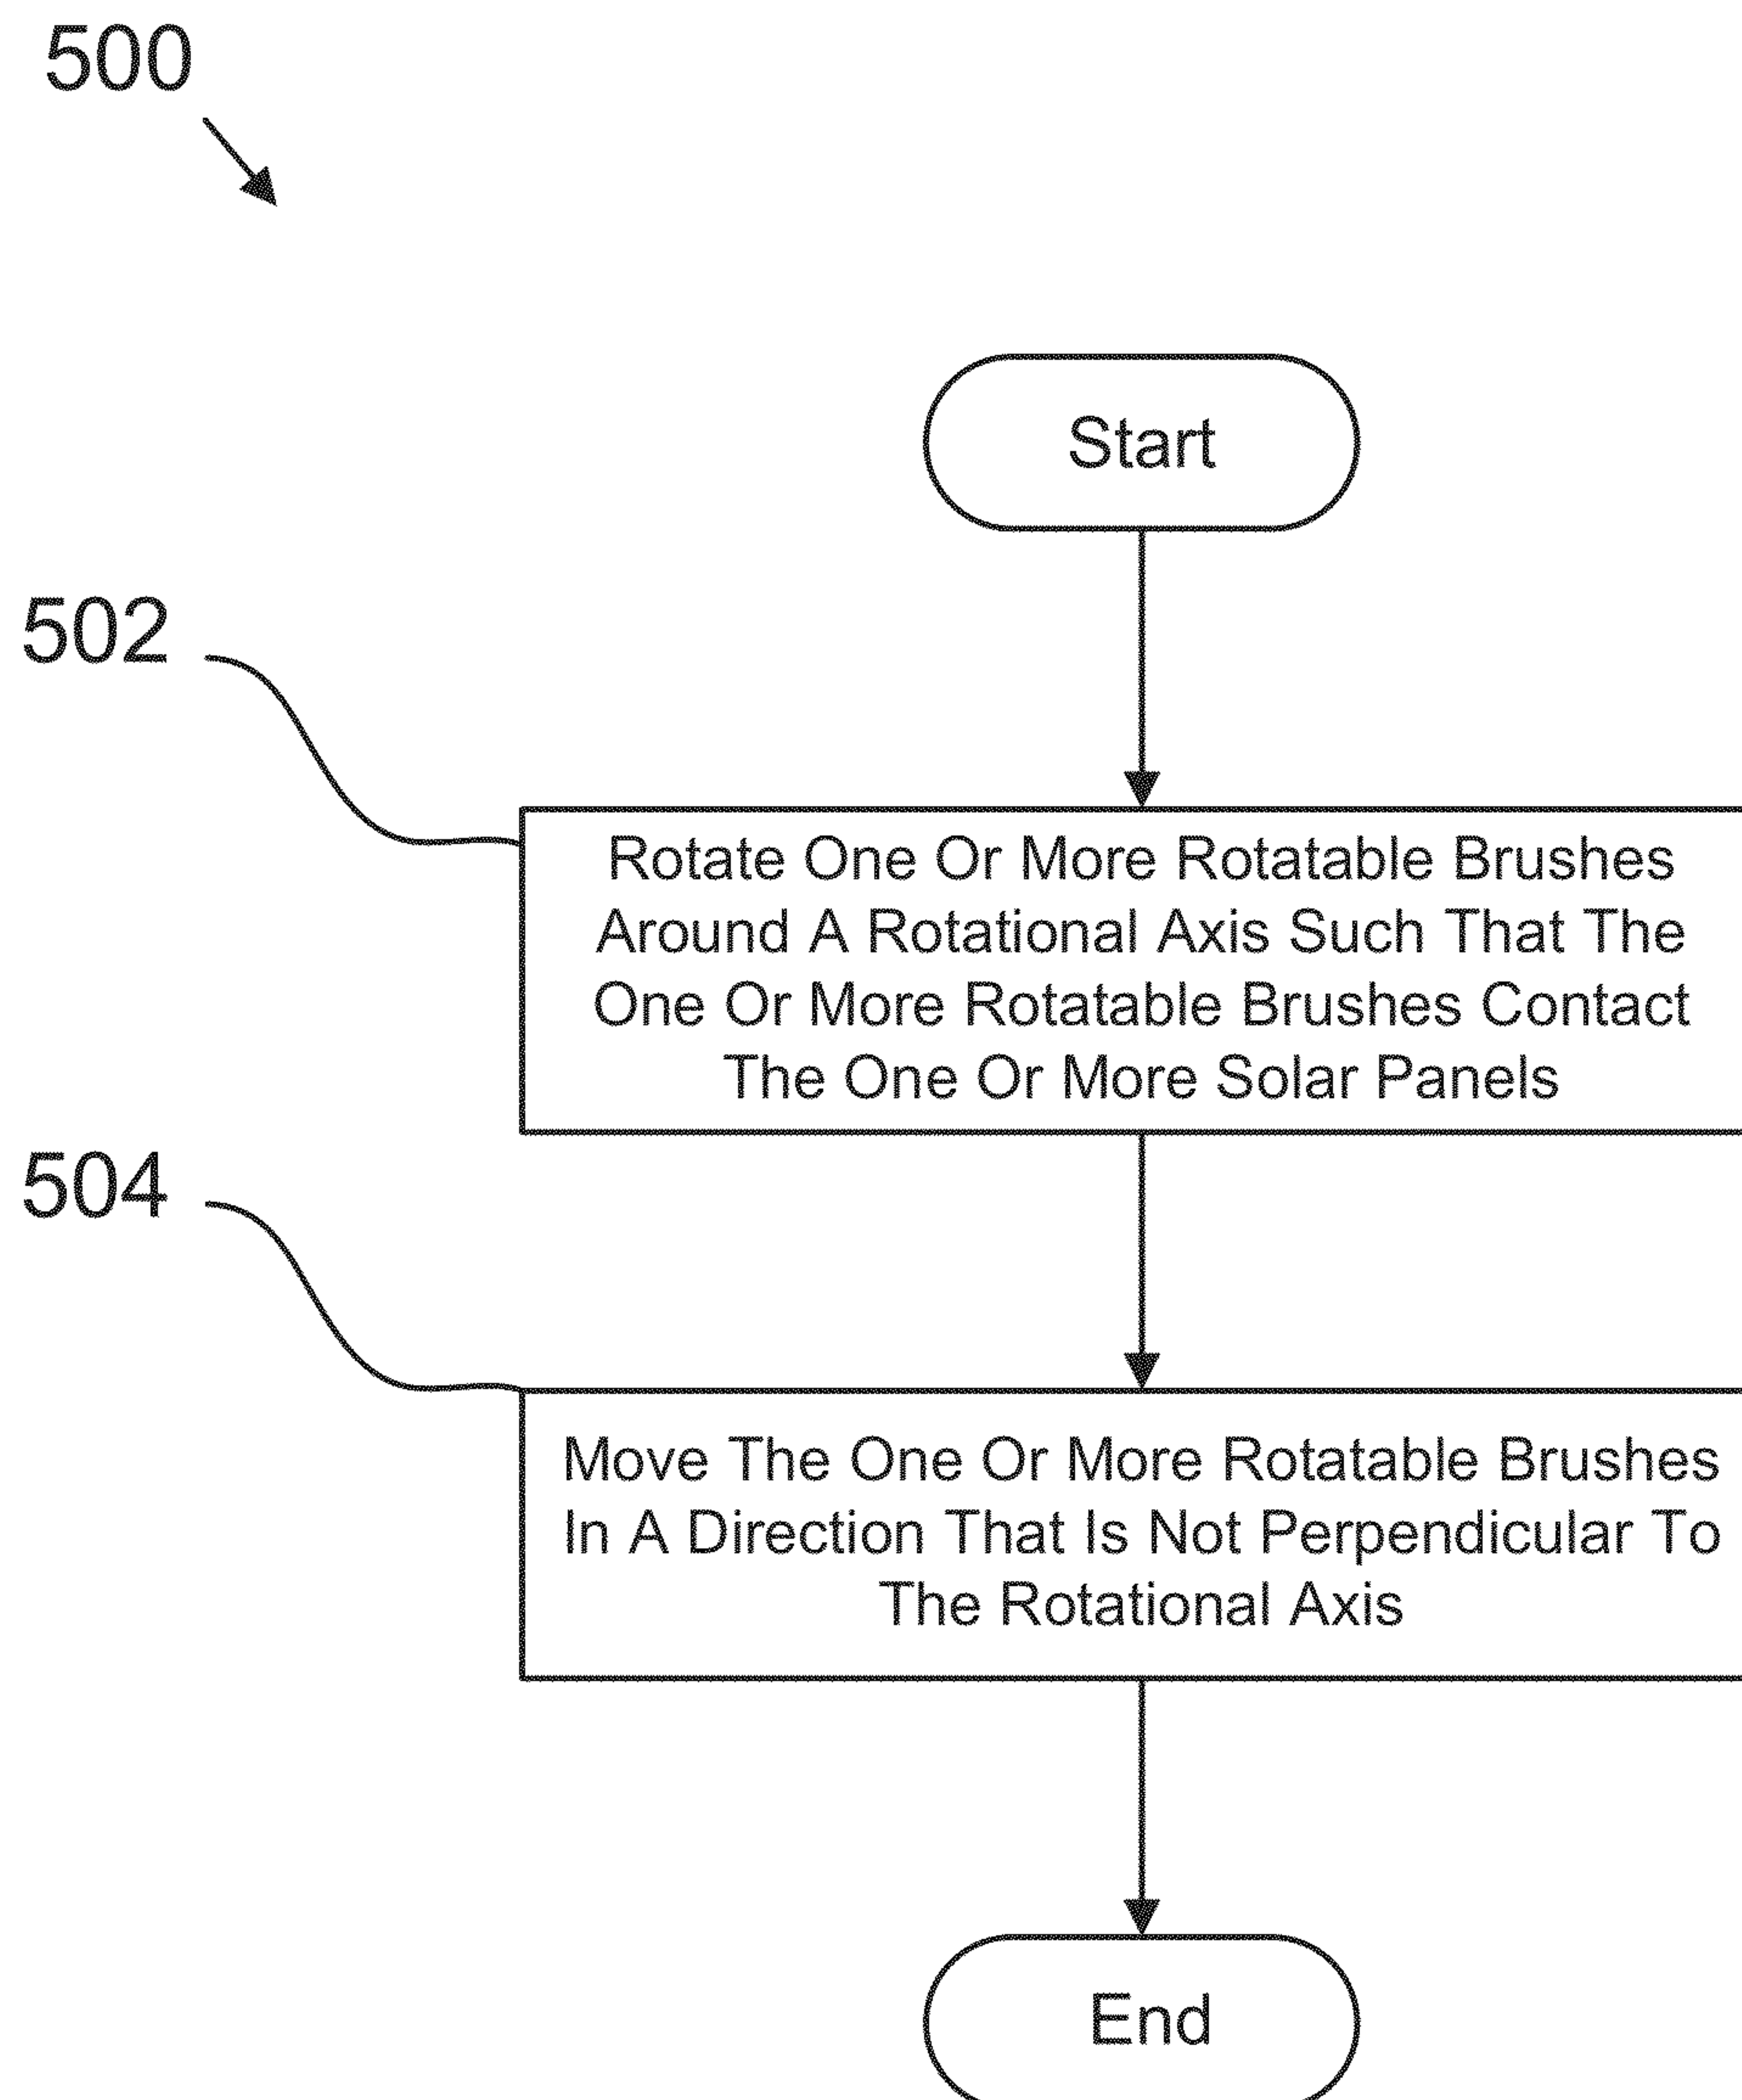 500
Start
502
Rotate One Or More Rotatable Brushes
Around A Rotational Axis Such That The
One Or More Rotatable Brushes Contact
The One Or More Solar Panels
504
Move The One Or More Rotatable Brushes
In A Direction That Is Not Perpendicular To
The Rotational Axis
End